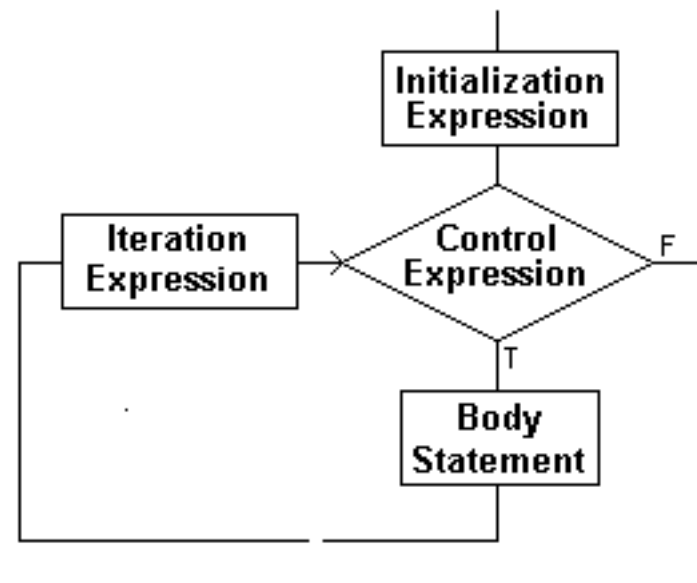 Initialization
Expression
Iteration
Expression
Control
Expression
F
T
Body
Statement